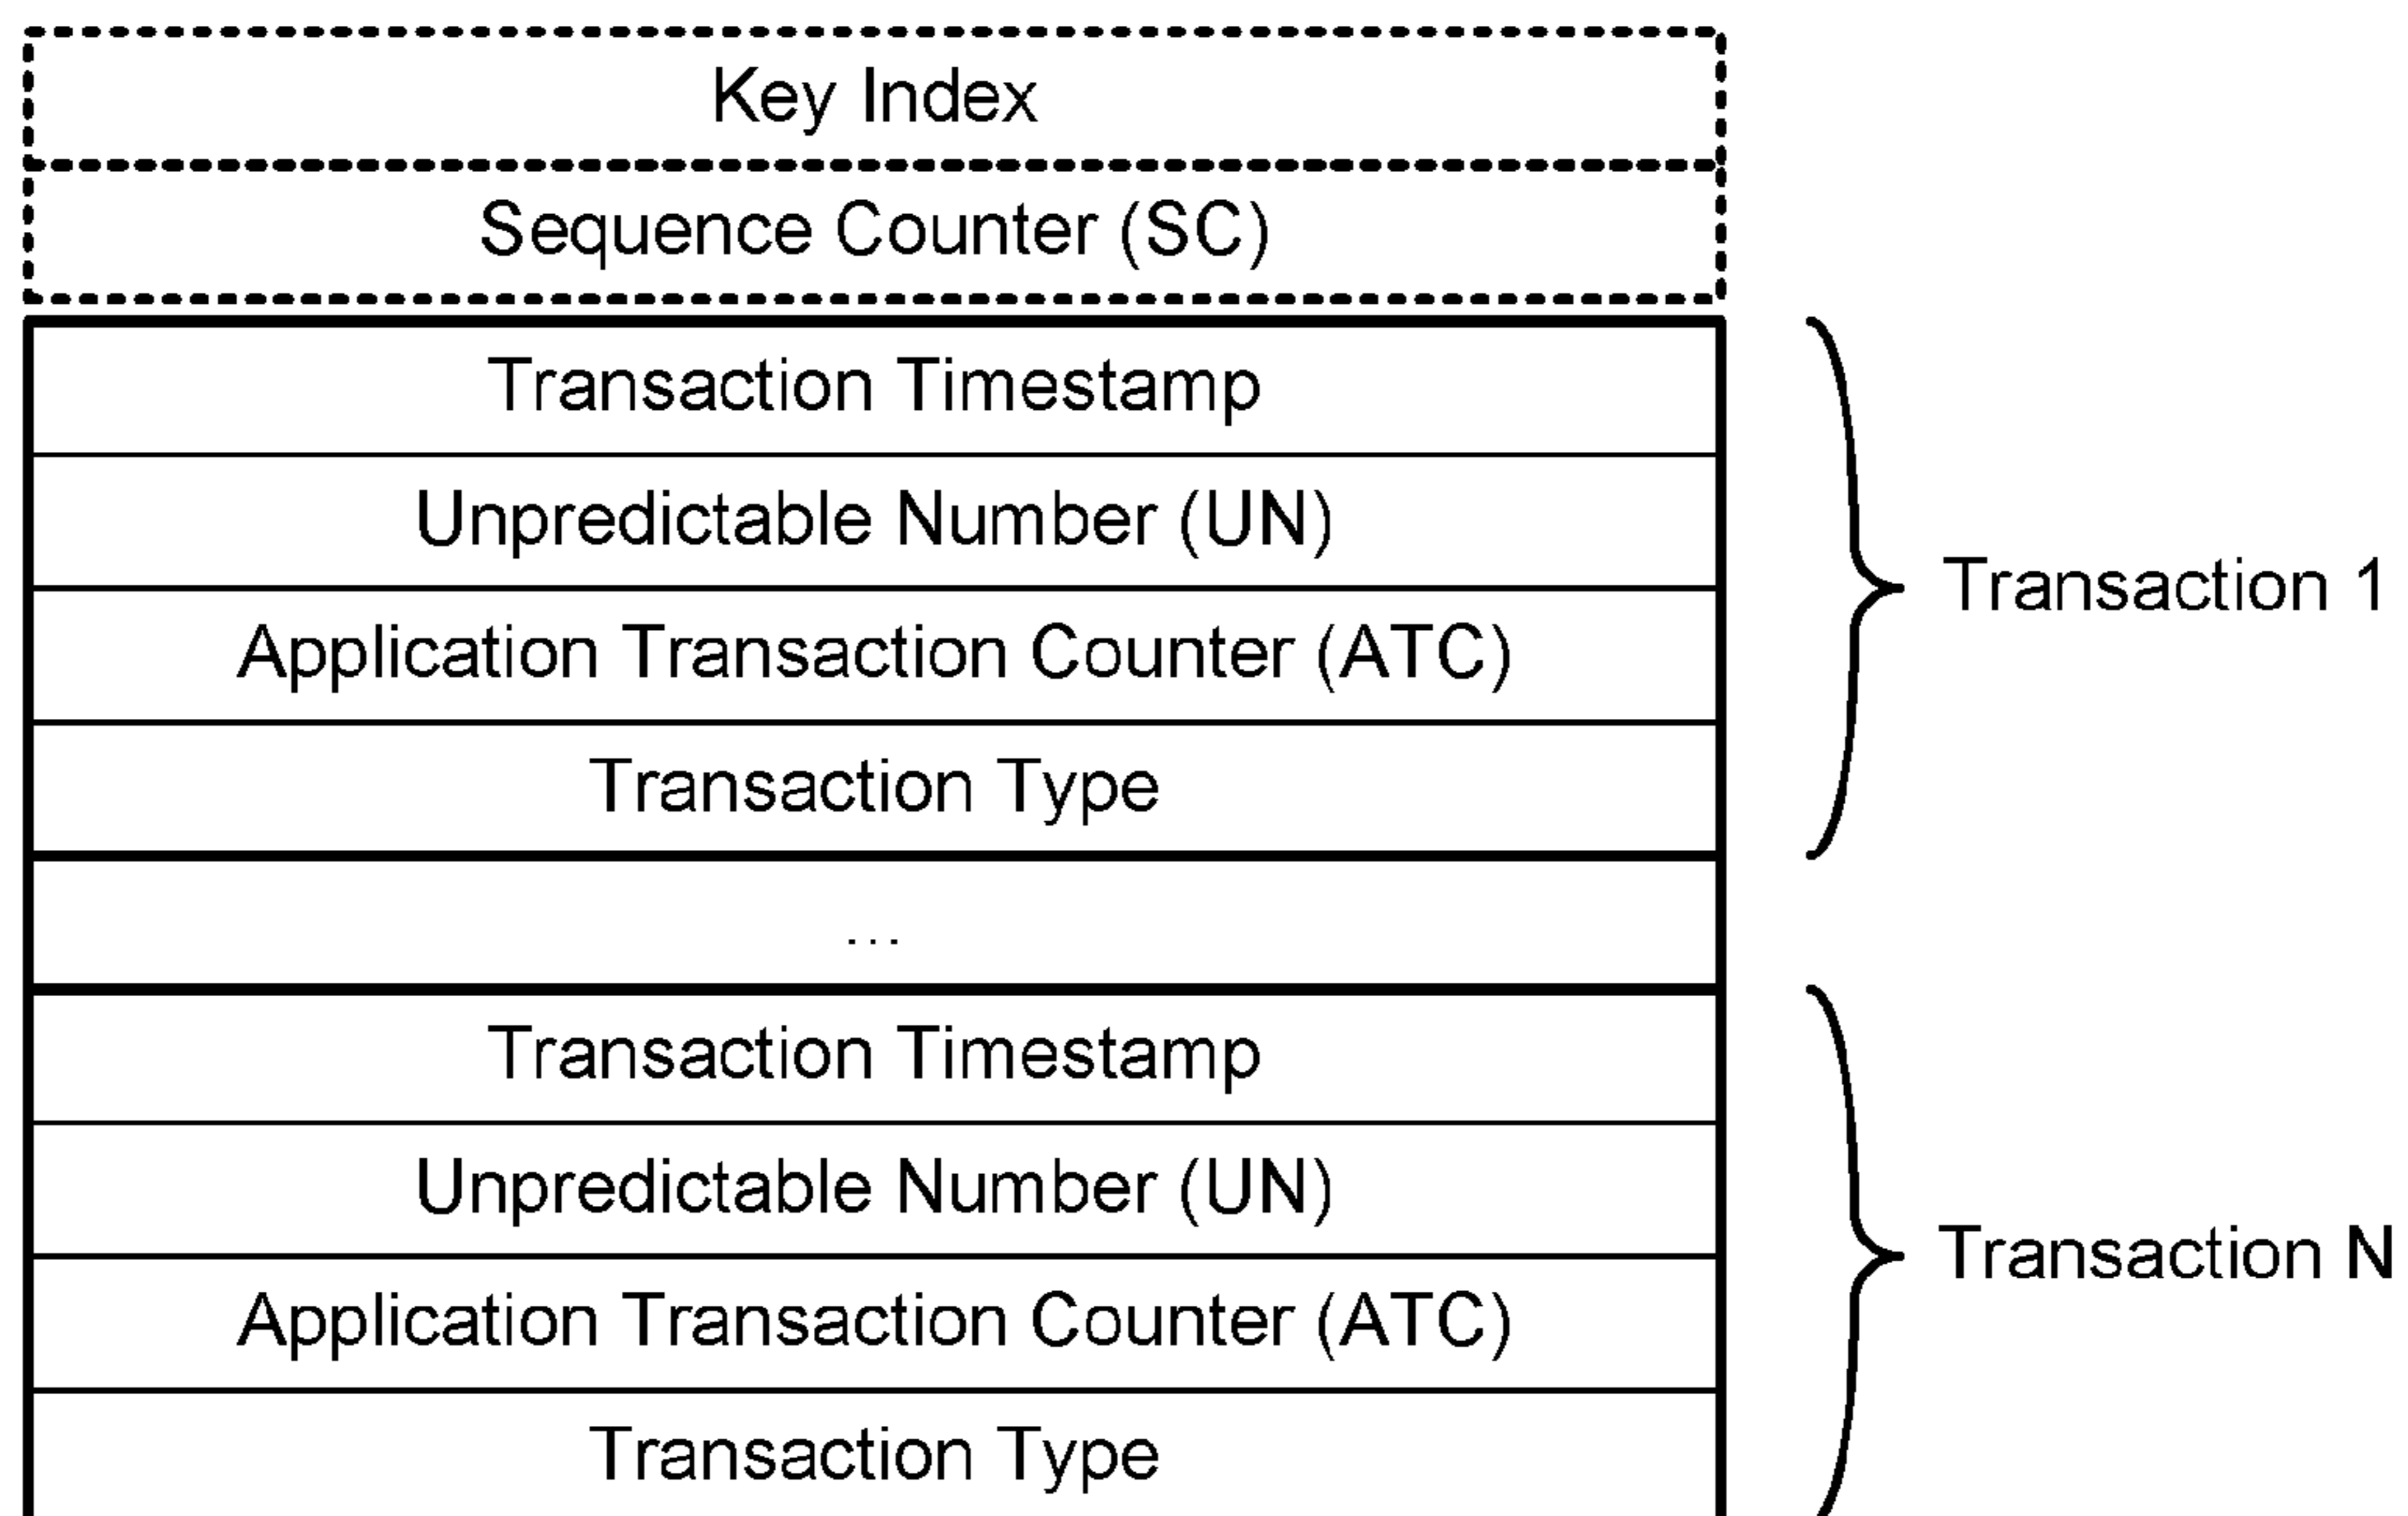 Key Index
Sequence Counter (SC)
Transaction Timestamp
Unpredictable Number (UN)
Application Transaction Counter (ATC)
Transaction Type
Transaction 1
...
Transaction Timestamp
Unpredictable Number (UN)
Application Transaction Counter (ATC)
Transaction Type
Transaction N